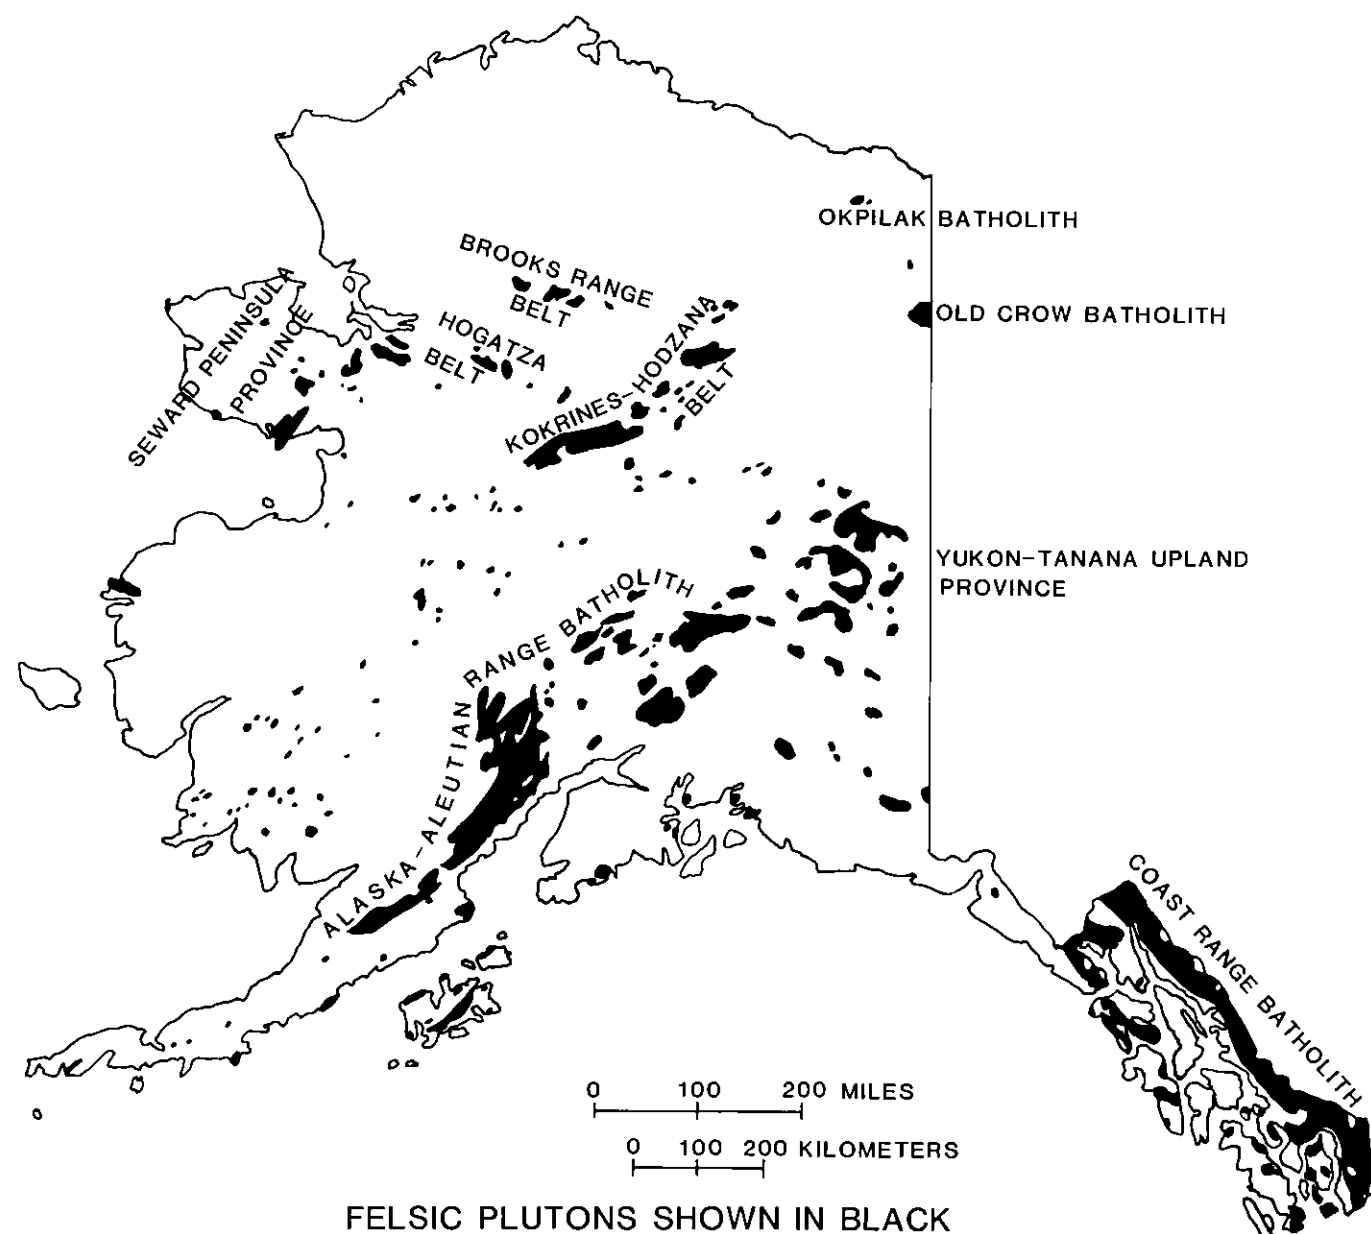 OKPILAK BATHOLITH
BROOKS RANGE
BELT
OLD CROW BATHOLITH
SEWARD PENINSULA
PROVINCE
HOGATZA
BELT
KOKRINES-HODZANA
BELT
YUKON-TANANA UPLAND
PROVINCE
ALASKA-ALEUTIAN RANGE BATHOLITH
COAST RANGE BATHOLITH
0 100 200 MILES
0 100 200 KILOMETERS
FELSIC PLUTONS SHOWN IN BLACK